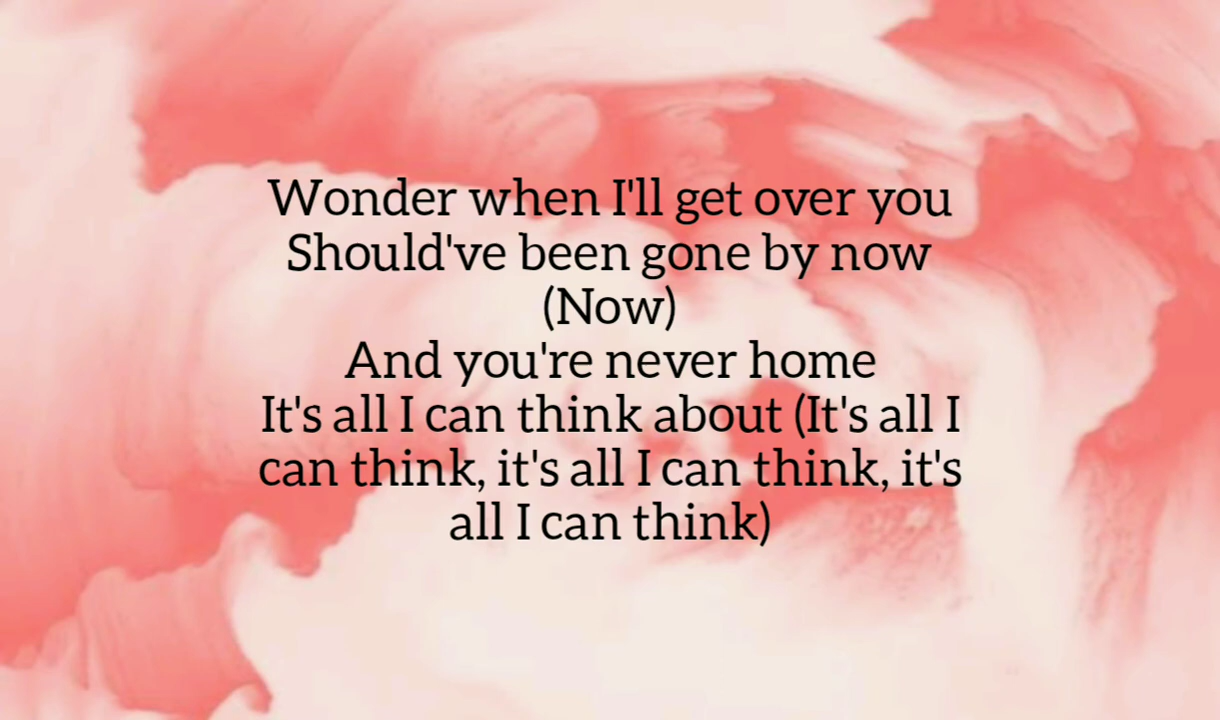 Wonder when I'll get over you
Should've been gone by now
(Now)
And you're never home
It's all I can think about (It's all I
can think, it's all I can think, it's
all I can think)